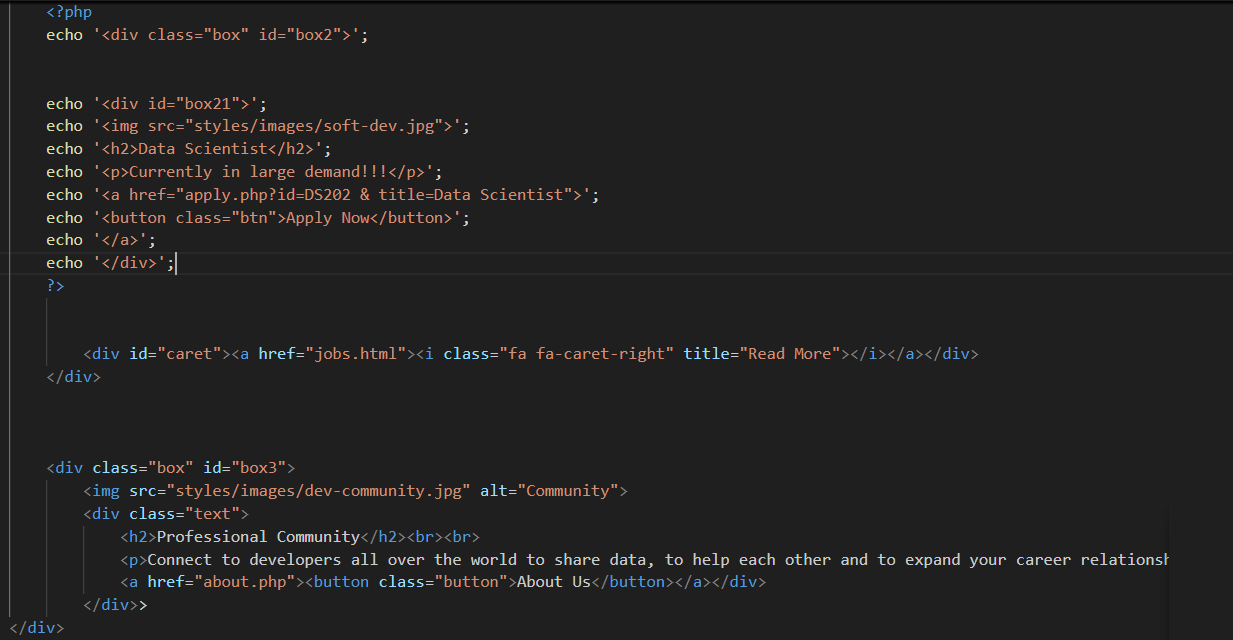 <?php
echo '<div class="box" id="box2">';
echo '<div id="box21">';
echo '<img src="styles/images/soft-dev.jpg">';
echo '<h2>Data Scientist</h2>';
echo '<p>Currently in large demand!!!</p>';
echo '<a href="apply.php?id=DS202 & title=Data Scientist">';
echo '<button class="btn">Apply Now</button>';
echo '</a>';
echo '</div>';
?>
<div id="caret"><a href="jobs.html"><i class="fa fa-caret-right" title="Read More"></i></a></div>
</div>
<div class="box" id="box3">
<img src="styles/images/dev-community.jpg" alt="Community">
<div class="text">
<h2>Professional Community</h2><br><br>
<p>Connect to developers all over the world to share data, to help each other and to expand your career relationsh
<a href="about.php"><button class="button">About Us</button></a></div>
</div>>
</div>